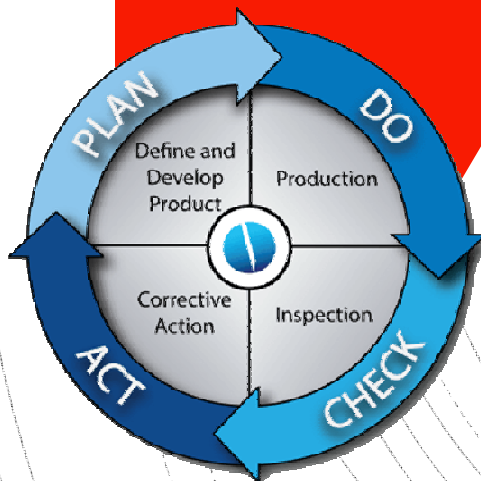 PLAN
DO
Define and
Develop
Product
Production
Corrective
Action
Inspection
ACT
CHECK